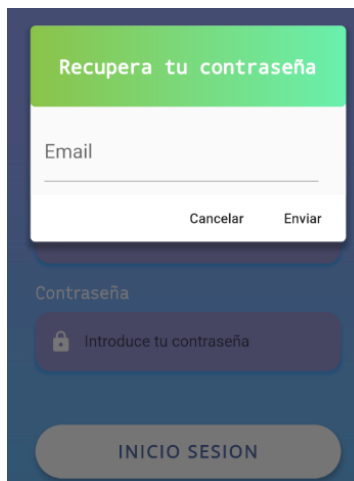 Recupera tu contraseña
Email
Cancelar Enviar
Contraseña
Introduce tu contraseña
INICIO SESION